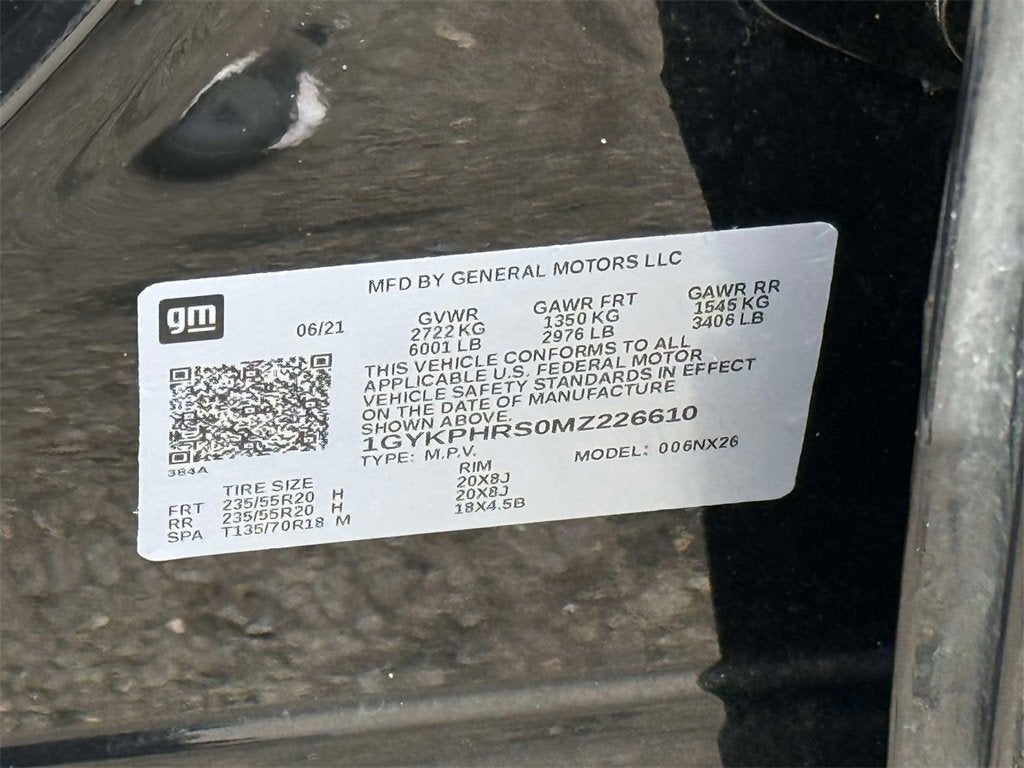 MFD BY GENERAL MOTORS LLC
gm
06/21
GVWR GAWR FRT GAWR RR
2722 KG 1350 KG 1545 KG
6001 LB 2976 LB 3406 LB
THIS VEHICLE CONFORMS TO ALL
APPLICABLE U.S. FEDERAL MOTOR
VEHICLE SAFETY STANDARDS IN EFFECT
ON THE DATE OF MANUFACTURE
SHOWN ABOVE.
1GYKPHRS0MZ226610
TYPE: M.P.V. MODEL: 006NX26
384A
TIRE SIZE RIM
FRT 235/55R20 H 20X8J
RR 235/55R20 H 20X8J
SPA T135/70R18 M 18X4.5B